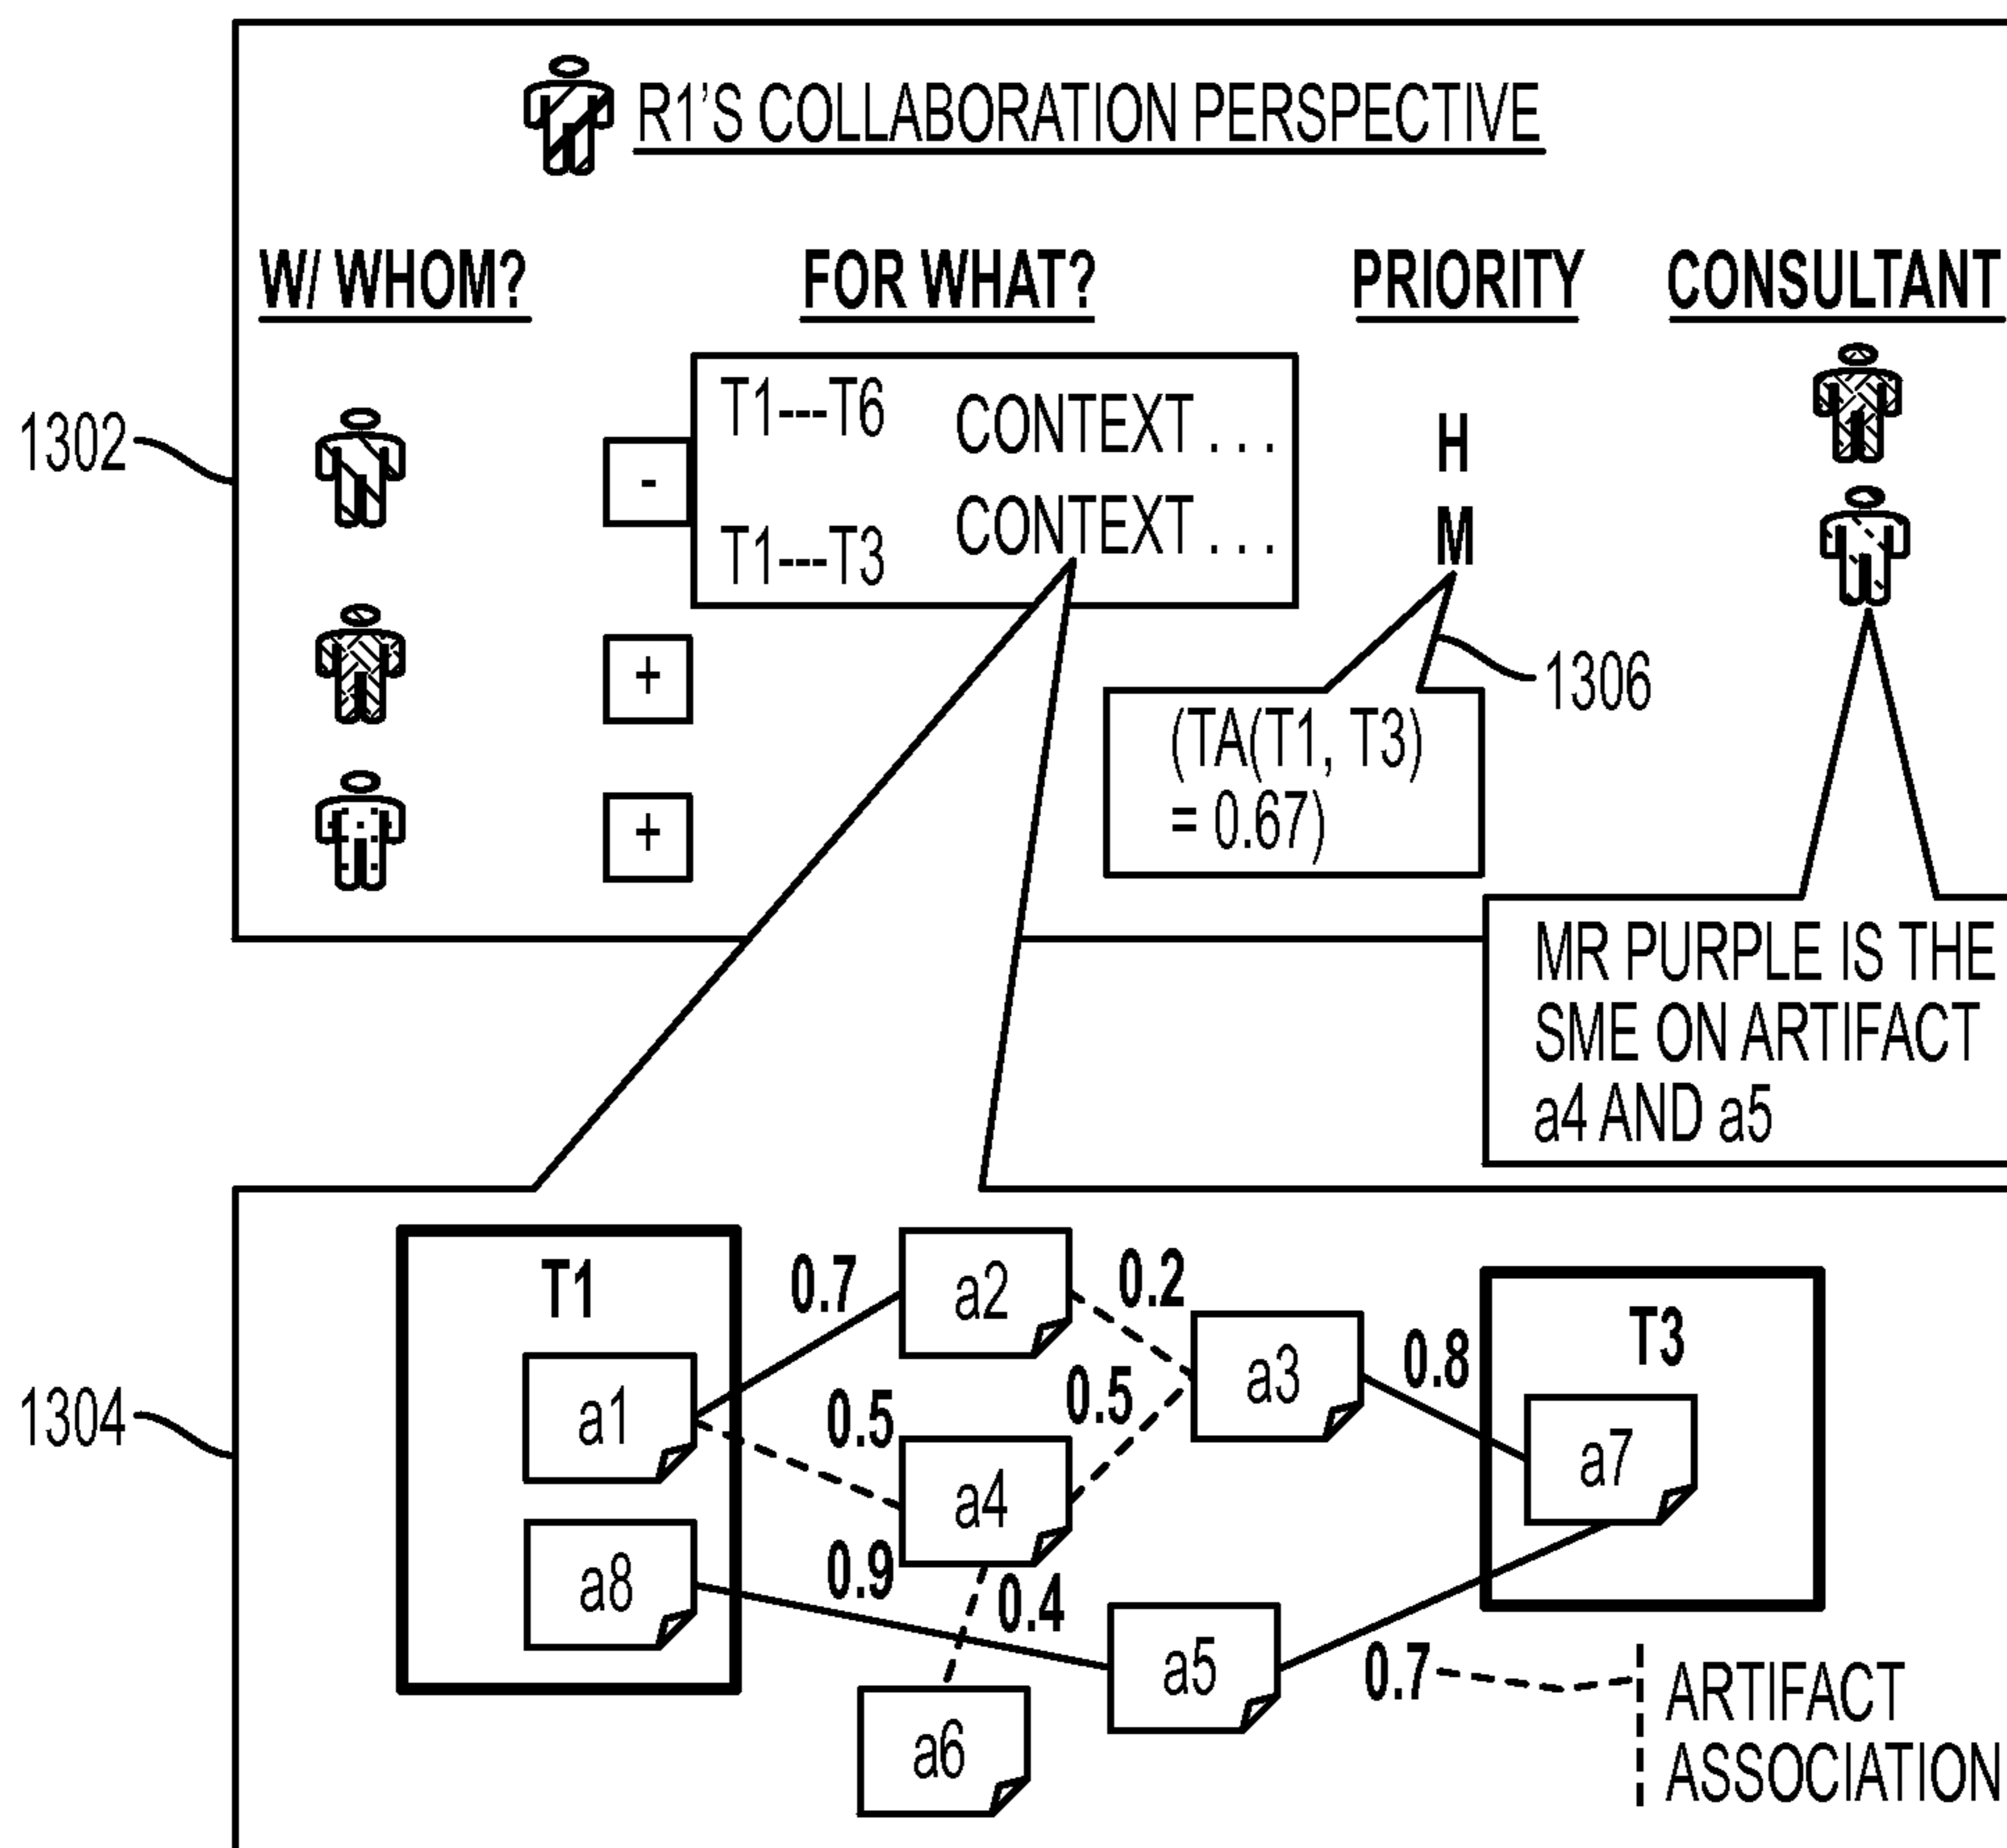 R1'S COLLABORATION PERSPECTIVE
W/ WHOM? FOR WHAT? PRIORITY CONSULTANT
1302
T1---T6 CONTEXT . . . H
- 
T1---T3 CONTEXT . . . M
+
1306
(TA(T1, T3)
= 0.67)
+
MR PURPLE IS THE
SME ON ARTIFACT
a4 AND a5
1304
T1
0.7
a2
0.2
T3
a1
0.5
0.5
a3
0.8
a4
a7
a8
0.9
0.4
a5
0.7
a6
ARTIFACT
ASSOCIATION